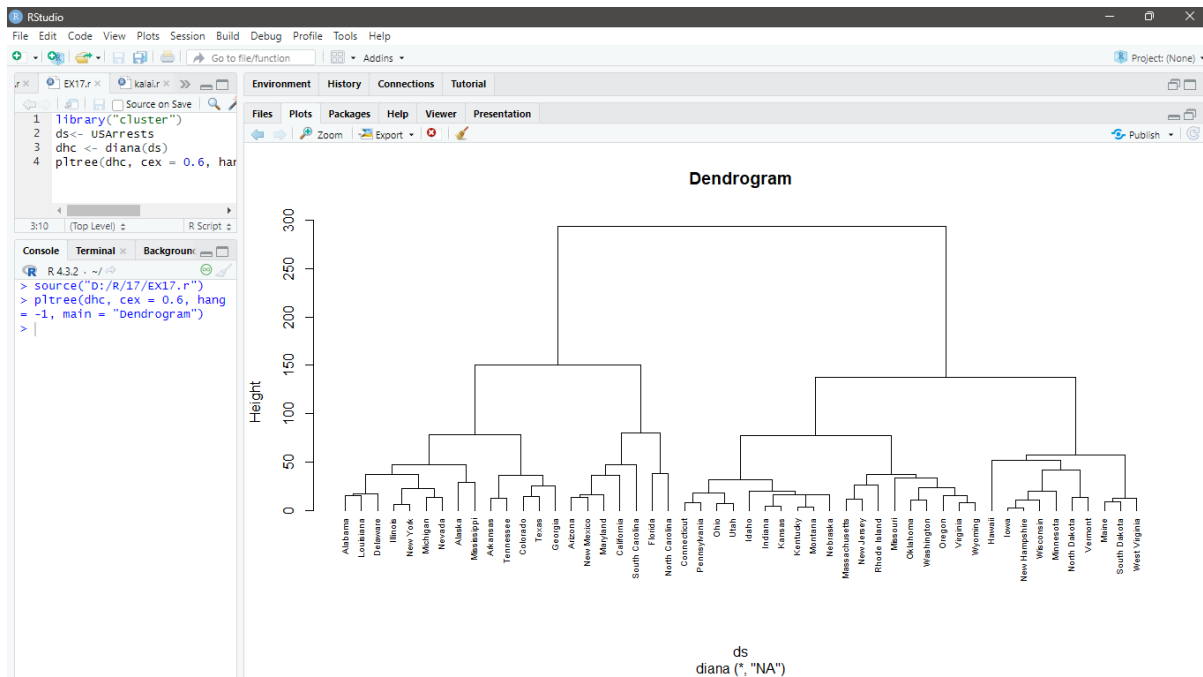 RStudio
File Edit Code View Plots Session Build Debug Profile Tools Help
Go to file/function Addins Project: (None)
.r EX17.r kalai.r
Source on Save
1 library("cluster")
2 ds<- USArrests
3 dhc <- diana(ds)
4 pltree(dhc, cex = 0.6, har
3:10 (Top Level) R Script
Console Terminal Backgroun
R 4.3.2 · ~/
> source("D:/R/17/EX17.r")
> pltree(dhc, cex = 0.6, hang
= -1, main = "Dendrogram")
>
Environment History Connections Tutorial
Files Plots Packages Help Viewer Presentation
Zoom Export Publish
Dendrogram
Height
300
250
200
150
100
50
0
Alabama
Louisiana
Delaware
Illinois
New York
Michigan
Nevada
Alaska
Mississippi
Arkansas
Tennessee
Colorado
Texas
Georgia
Arizona
New Mexico
Maryland
California
South Carolina
Florida
North Carolina
Connecticut
Pennsylvania
Ohio
Utah
Idaho
Indiana
Kansas
Kentucky
Montana
Nebraska
Massachusetts
New Jersey
Rhode Island
Missouri
Oklahoma
Washington
Oregon
Virginia
Wyoming
Hawaii
Iowa
New Hampshire
Wisconsin
Minnesota
North Dakota
Vermont
Maine
South Dakota
West Virginia
ds
diana (*, "NA")